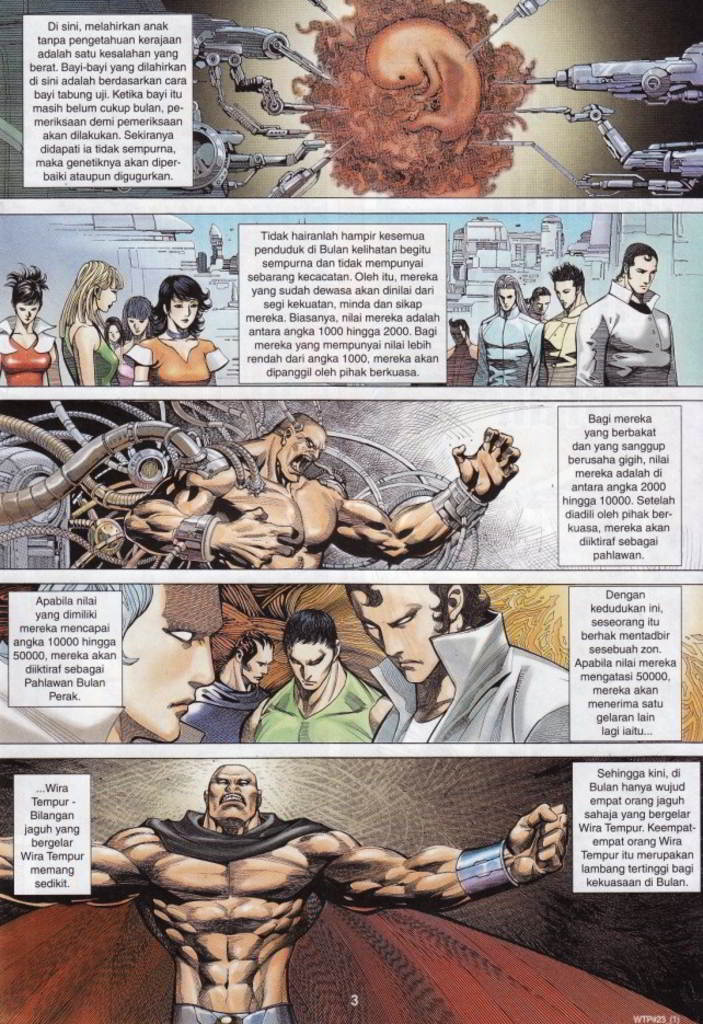 Di sini, melahirkan anak
tanpa pengetahuan kerajaan
adalah satu kesalahan yang
berat. Bayi-bayi yang dilahirkan
di sini adalah berdasarkan cara
bayi tabung uji. Ketika bayi itu
masih belum cukup bulan, pe-
meriksaan demi pemeriksaan
akan dilakukan. Sekiranya
didapati ia tidak sempurna,
maka genetiknya akan diper-
baiki ataupun digugurkan.
Tidak hairanlah hampir kesemua
penduduk di Bulan kelihatan begitu
sempurna dan tidak mempunyai
sebarang kecacatan. Oleh itu, mereka
yang sudah dewasa akan dinilai dari
segi kekuatan, minda dan sikap
mereka. Biasanya, nilai mereka adalah
antara angka 1000 hingga 2000. Bagi
mereka yang mempunyai nilai lebih
rendah dari angka 1000, mereka akan
dipanggil oleh pihak berkuasa.
Bagi mereka
yang berbakat
dan yang sanggup
berusaha gigih, nilai
mereka adalah di
antara angka 2000
hingga 10000. Setelah
diadili oleh pihak ber-
kuasa, mereka akan
diiktiraf sebagai
pahlawan.
Apabila nilai
yang dimiliki
mereka mencapai
angka 10000 hingga
50000, mereka akan
diiktiraf sebagai
Pahlawan Bulan
Perak.
Dengan
kedudukan ini,
seseorang itu
berhak mentadbir
sesebuah zon.
Apabila nilai mereka
mengatasi 50000,
mereka akan
menerima satu
gelaran lain
lagi iaitu...
...Wira
Tempur -
Bilangan
jaguh yang
bergelar
Wira Tempur
memang
sedikit.
Sehingga kini, di
Bulan hanya wujud
empat orang jaguh
sahaja yang bergelar
Wira Tempur. Keempat-
empat orang Wira
Tempur itu merupakan
lambang tertinggi bagi
kekuasaan di Bulan.
3
WTP#23 (1)